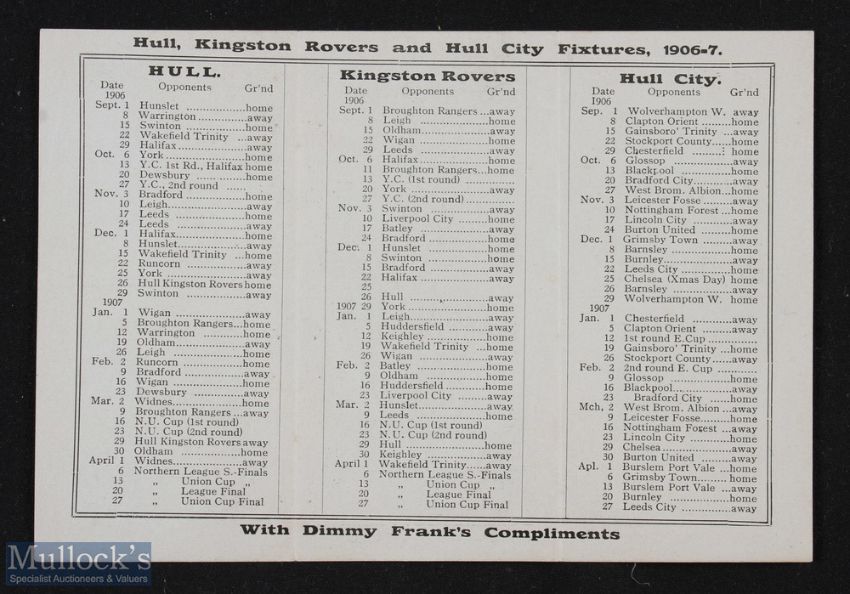 Hull, Kingston Rovers and Hull City Fixtures, 1906-7.
HULL.
Date Opponents Gr'nd
1906
Sept. 1 Hunslet ..................home
8 Warrington ..................away
15 Swinton ..................home
22 Wakefield Trinity ...away
29 Halifax..................away
Oct. 6 York ..................home
13 Y.C. 1st Rd., Halifax home
20 Dewsbury ..................home
27 Y.C., 2nd round ......
Nov. 3 Bradford ..................home
10 Leigh..................away
17 Leeds ..................home
24 Leeds ..................away
Dec. 1 Halifax..................home
8 Hunslet..................away
15 Wakefield Trinity ...home
22 Runcorn ..................away
25 York ..................away
26 Hull Kingston Rovers home
29 Swinton ..................away
1907
Jan. 1 Wigan ..................away
5 Broughton Rangers...home
12 Warrington ..................home
19 Oldham..................away
26 Leigh ..................home
Feb. 2 Runcorn ..................home
9 Bradford ..................away
16 Wigan ..................home
23 Dewsbury ..................away
Mar. 2 Widnes..................home
9 Broughton Rangers ...away
16 N.U. Cup (1st round)
23 N.U. Cup (2nd round)
29 Hull Kingston Rovers away
30 Oldham ..................home
April 1 Widnes..................away
6 Northern League S.-Finals
13 „ Union Cup „
20 „ League Final
27 „ Union Cup Final
Kingston Rovers
Date Opponents Gr'nd
1906
Sept. 1 Broughton Rangers ...away
8 Leigh ..................home
15 Oldham..................away
22 Wigan ..................home
29 Leeds ..................away
Oct. 6 Halifax ..................home
11 Broughton Rangers...home
13 Y.C. (1st round) ............
20 York ..................away
27 Y.C. (2nd round)............
Nov. 3 Swinton ..................away
10 Liverpool City .........home
17 Batley ..................away
24 Bradford ..................home
Dec. 1 Hunslet ..................home
8 Swinton ..................home
15 Bradford ..................away
22 Halifax ..................away
25
26 Hull ..................away
1907 29 York ..................home
Jan. 1 Leigh..................away
5 Huddersfield .........away
12 Keighley ..................home
19 Wakefield Trinity ...home
26 Wigan ..................away
Feb. 2 Batley ..................home
9 Oldham ..................home
16 Huddersfield .........home
23 Liverpool City .........away
Mar. 2 Hunslet..................away
9 Leeds ..................home
16 N.U. Cup (1st round)
23 N.U. Cup (2nd round)
29 Hull ..................home
30 Keighley ..................away
April 1 Wakefield Trinity......away
6 Northern League S.-Finals
13 „ Union Cup „
20 „ League Final
27 „ Union Cup Final
Hull City.
Date Opponents Gr'nd
1906
Sep. 1 Wolverhampton W. away
8 Clapton Orient .........home
15 Gainsboro' Trinity ...away
22 Stockport County......home
29 Chesterfield .........home
Oct. 6 Glossop ..................away
13 Blackpool..................home
20 Bradford City.........away
27 West Brom. Albion...home
Nov. 3 Leicester Fosse ......away
10 Nottingham Forest ...home
17 Lincoln City .........away
24 Burton United .........home
Dec. 1 Grimsby Town .........away
8 Barnsley ..................home
15 Burnley..................away
22 Leeds City ............home
25 Chelsea (Xmas Day) home
26 Barnsley ..................away
29 Wolverhampton W. home
1907
Jan. 1 Chesterfield .........away
5 Clapton Orient .........away
12 1st round E.Cup............
19 Gainsboro' Trinity ...home
26 Stockport County......away
Feb. 2 2nd round E. Cup .........
9 Glossop ..................home
16 Blackpool..................away
23 Bradford City ......home
Mch. 2 West Brom. Albion ...away
9 Leicester Fosse.........home
16 Nottingham Forest ...away
23 Lincoln City .........home
29 Chelsea..................away
30 Burton United .........away
Apl. 1 Burslem Port Vale ...home
6 Grimsby Town.........home
13 Burslem Port Vale ...away
20 Burnley ..................home
27 Leeds City ............away
With Dimmy Frank's Compliments
Mullock's
Specialist Auctioneers & Valuers